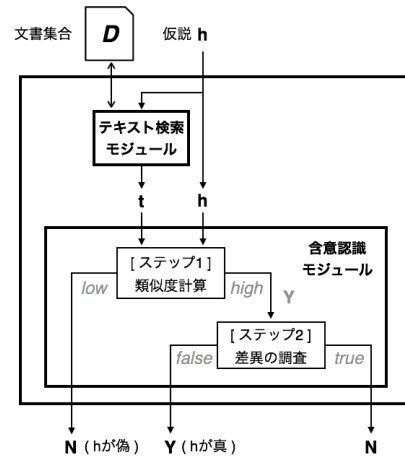 文書集合
D
仮説 h
テキスト検索
モジュール
t
h
含意認識
モジュール
[ ステップ1 ]
類似度計算
low
high
Y
[ ステップ2 ]
差異の調査
false
true
N ( hが偽 )
Y ( hが真 )
N